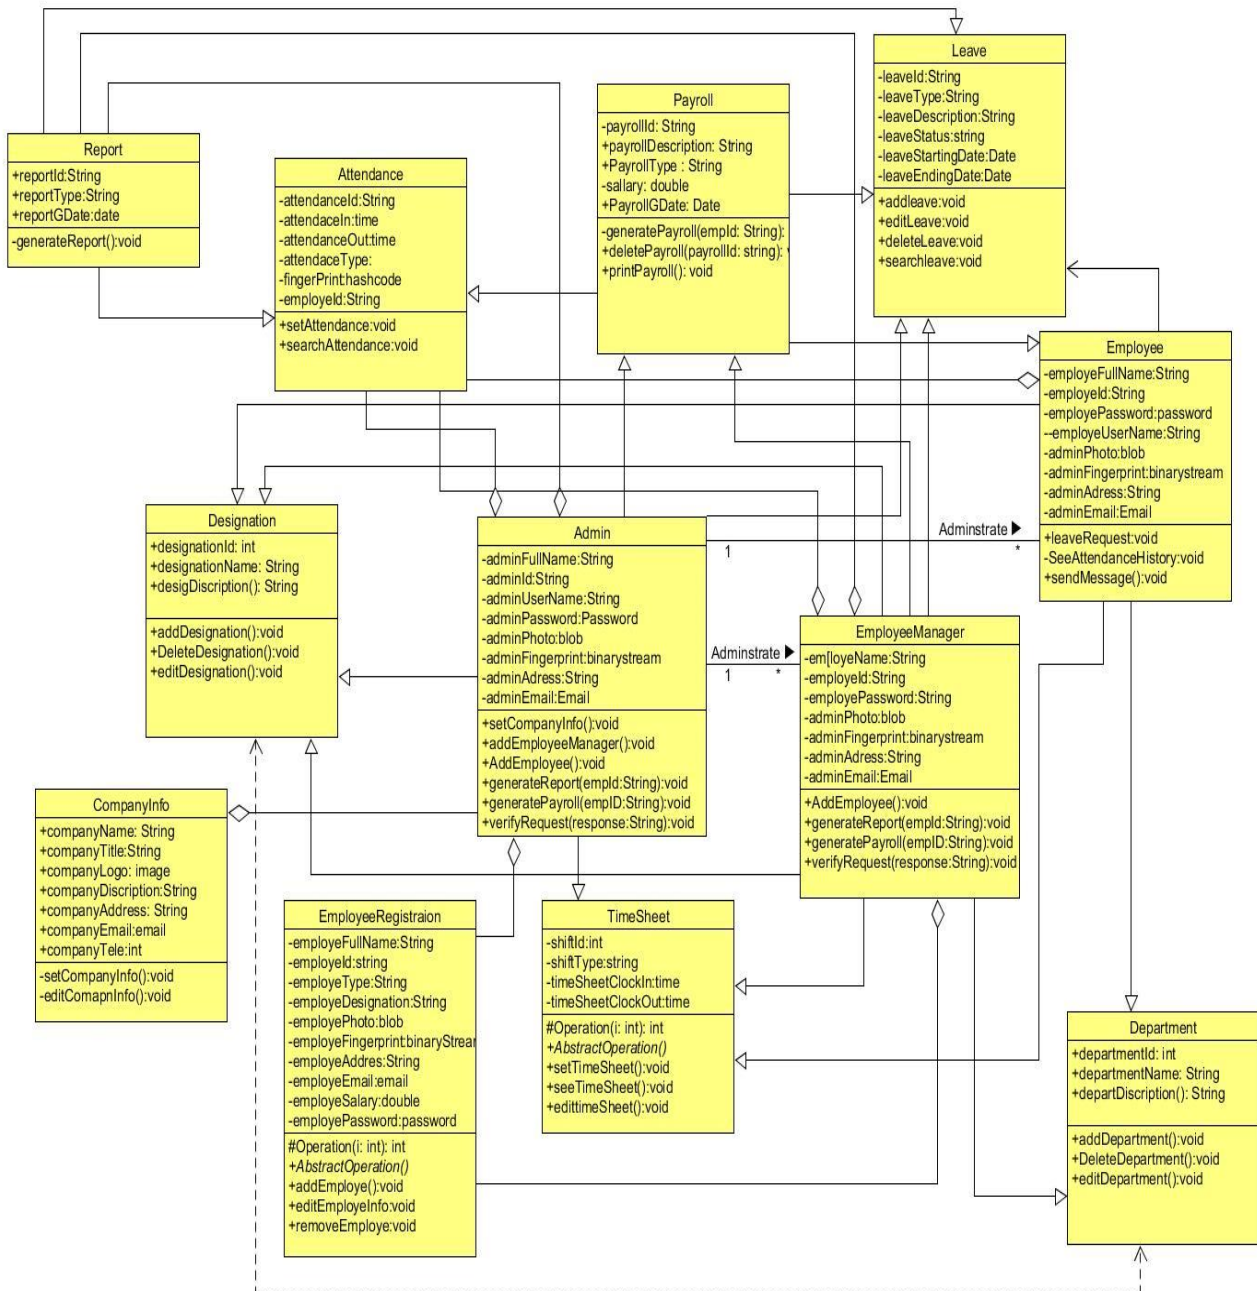 Leave
-leaveId:String
-leaveType:String
-leaveDescription:String
-leaveStatus:string
-leaveStartingDate:Date
-leaveEndingDate:Date
+addleave:void
+editLeave:void
+deleteLeave:void
+searchleave:void
Payroll
-payrollId: String
+payrollDescription: String
+PayrollType : String
-sallary: double
+PayrollGDate: Date
-generatePayroll(empId: String):
+deletePayroll(payrollId: string):
+printPayroll(): void
Report
+reportId:String
+reportType:String
+reportGDate:date
-generateReport():void
Attendance
-attendanceId:String
-attendaceIn:time
-attendanceOut:time
-attendaceType:
-fingerPrint:hashcode
-employeId:String
+setAttendance:void
+searchAttendance:void
Employee
-employeFullName:String
-employeId:String
-employePassword:password
--employeUserName:String
-adminPhoto:blob
-adminFingerprint:binarystream
-adminAdress:String
-adminEmail:Email
+leaveRequest:void
-SeeAttendanceHistory:void
+sendMessage():void
Designation
+designationId: int
+designationName: String
+desigDiscription(): String
+addDesignation():void
+DeleteDesignation():void
+editDesignation():void
Admin
-adminFullName:String
-adminId:String
-adminUserName:String
-adminPassword:Password
-adminPhoto:blob
-adminFingerprint:binarystream
-adminAdress:String
-adminEmail:Email
+setCompanyInfo():void
+addEmployeeManager():void
+AddEmployee():void
+generateReport(empId:String):void
+generatePayroll(empID:String):void
+verifyRequest(response:String):void
Adminstrate
1 *
Adminstrate
1 *
EmployeeManager
-em[loyeName:String
-employeId:String
-employePassword:String
-adminPhoto:blob
-adminFingerprint:binarystream
-adminAdress:String
-adminEmail:Email
+AddEmployee():void
+generateReport(empId:String):void
+generatePayroll(empID:String):void
+verifyRequest(response:String):void
CompanyInfo
+companyName: String
+companyTitle:String
+companyLogo: image
+companyDiscription:String
+companyAddress: String
+companyEmail:email
+companyTele:int
-setCompanyInfo():void
-editComapnInfo():void
EmployeeRegistraion
-employeFullName:String
-employeId:string
-employeType:String
-employeDesignation:String
-employePhoto:blob
-employeFingerprint:binaryStrear
-employeAddres:String
-employeEmail:email
-employeSalary:double
-employePassword:password
#Operation(i: int): int
+AbstractOperation()
+addEmploye():void
+editEmployeInfo:void
+removeEmploye:void
TimeSheet
-shiftId:int
-shiftType:string
-timeSheetClockIn:time
-timeSheetClockOut:time
#Operation(i: int): int
+AbstractOperation()
+setTimeSheet():void
+seeTimeSheet():void
+edittimeSheet():void
Department
+departmentId: int
+departmentName: String
+departDiscription(): String
+addDepartment():void
+DeleteDepartment():void
+editDepartment():void